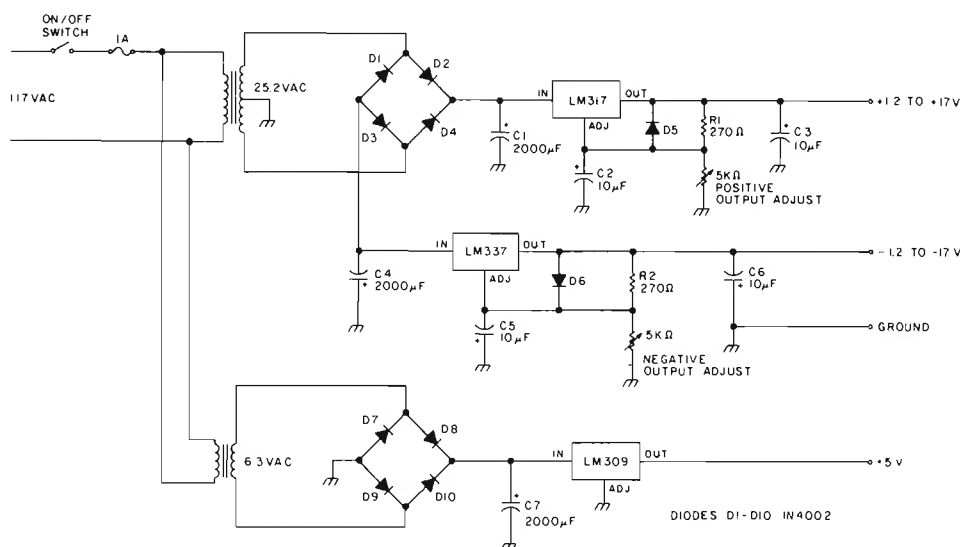 ON/OFF
SWITCH
1A
117VAC
25.2VAC
D1
D2
D3
D4
C1
2000µF
IN
LM317
OUT
ADJ
C2
10µF
D5
R1
270Ω
5KΩ
POSITIVE
OUTPUT ADJUST
C3
10µF
+1.2 TO +17V
C4
2000µF
IN
LM337
OUT
ADJ
C5
10µF
D6
R2
270Ω
5KΩ
NEGATIVE
OUTPUT ADJUST
C6
10µF
-1.2 TO -17V
GROUND
6.3VAC
D7
D8
D9
D10
C7
2000µF
IN
LM309
OUT
ADJ
+5V
DIODES D1-D10 IN4002